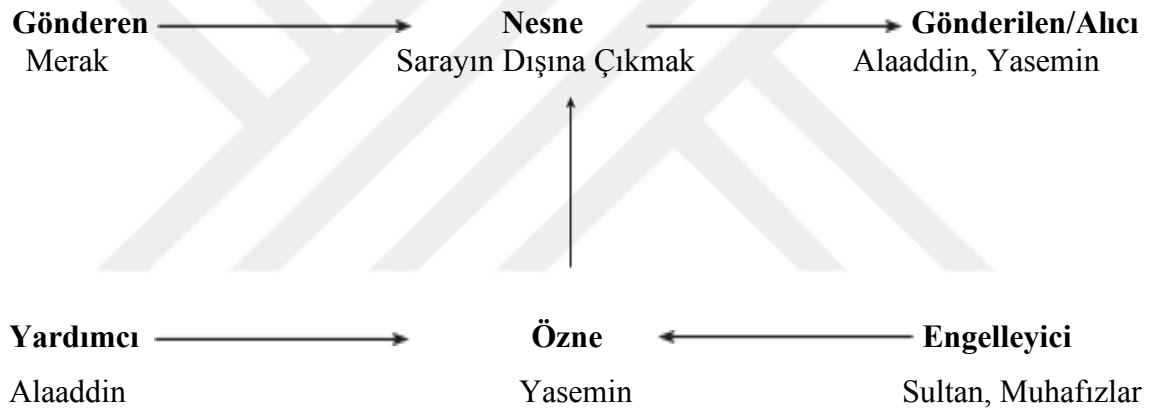 Gönderen Nesne Gönderilen/Alıcı
Merak Sarayın Dışına Çıkmak Alaaddin, Yasemin
Yardımcı Özne Engelleyici
Alaaddin Yasemin Sultan, Muhafızlar